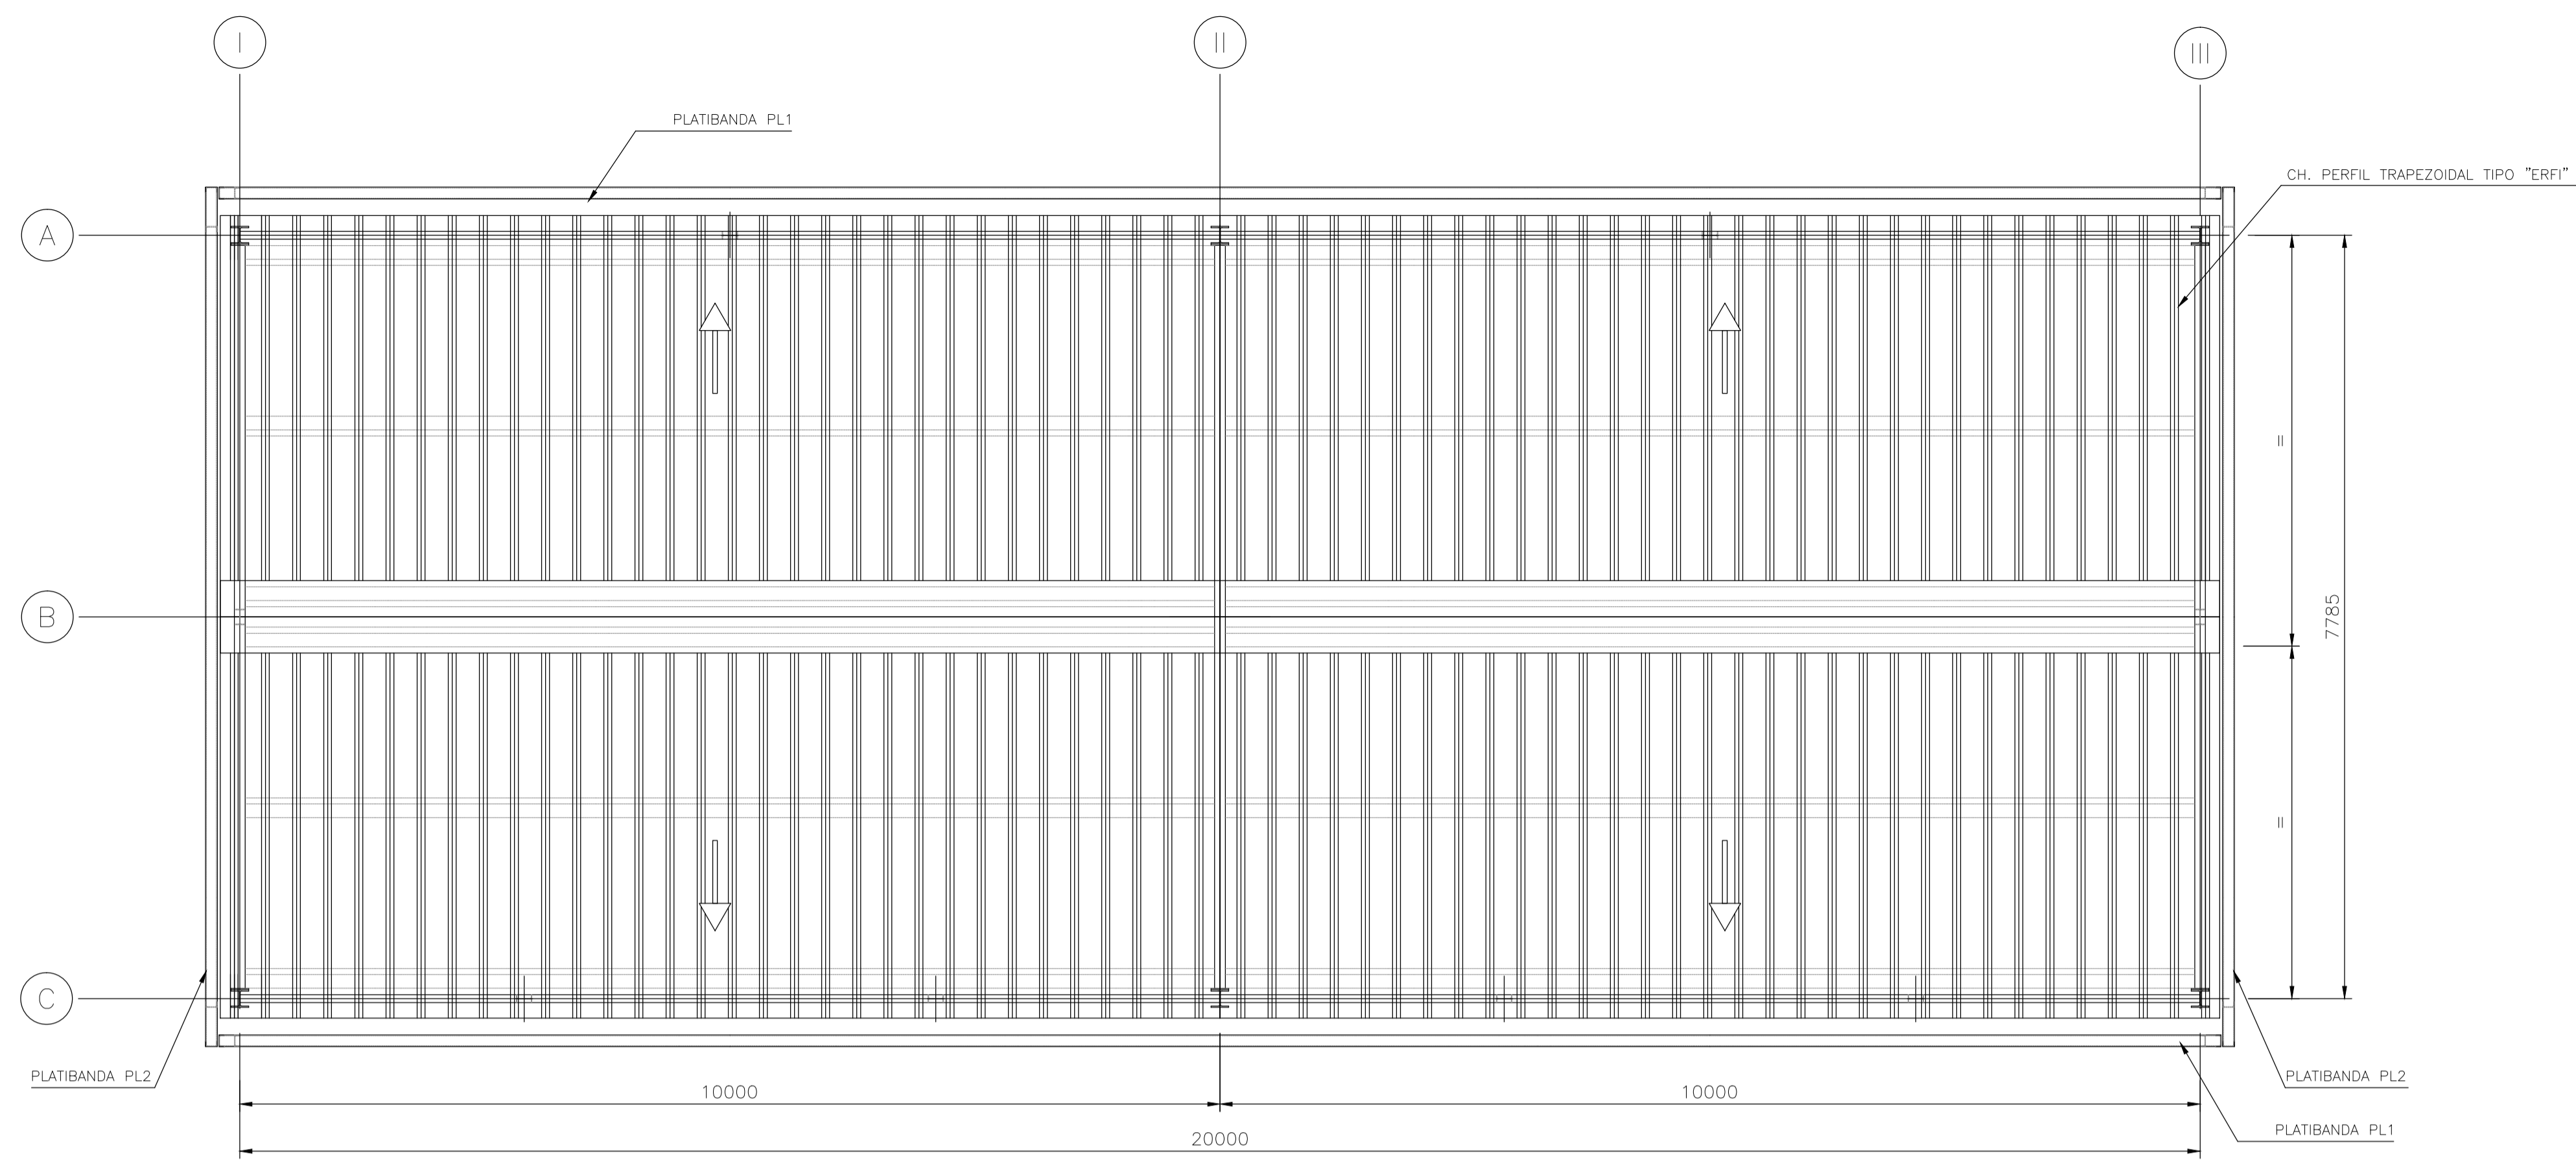 I
II
III
PLATIBANDA PL1
CH. PERFIL TRAPEZOIDAL TIPO "ERFI"
A
=
B
7785
=
C
PLATIBANDA PL2
PLATIBANDA PL2
10000
10000
PLATIBANDA PL1
20000